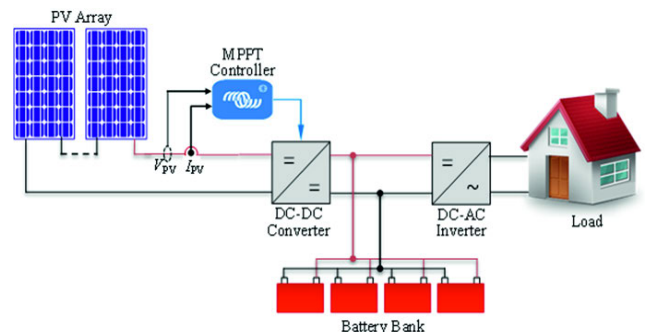 PV Array
MPPT
Controller
VPV IPV
DC-DC
Converter
DC-AC
Inverter
Load
Battery Bank